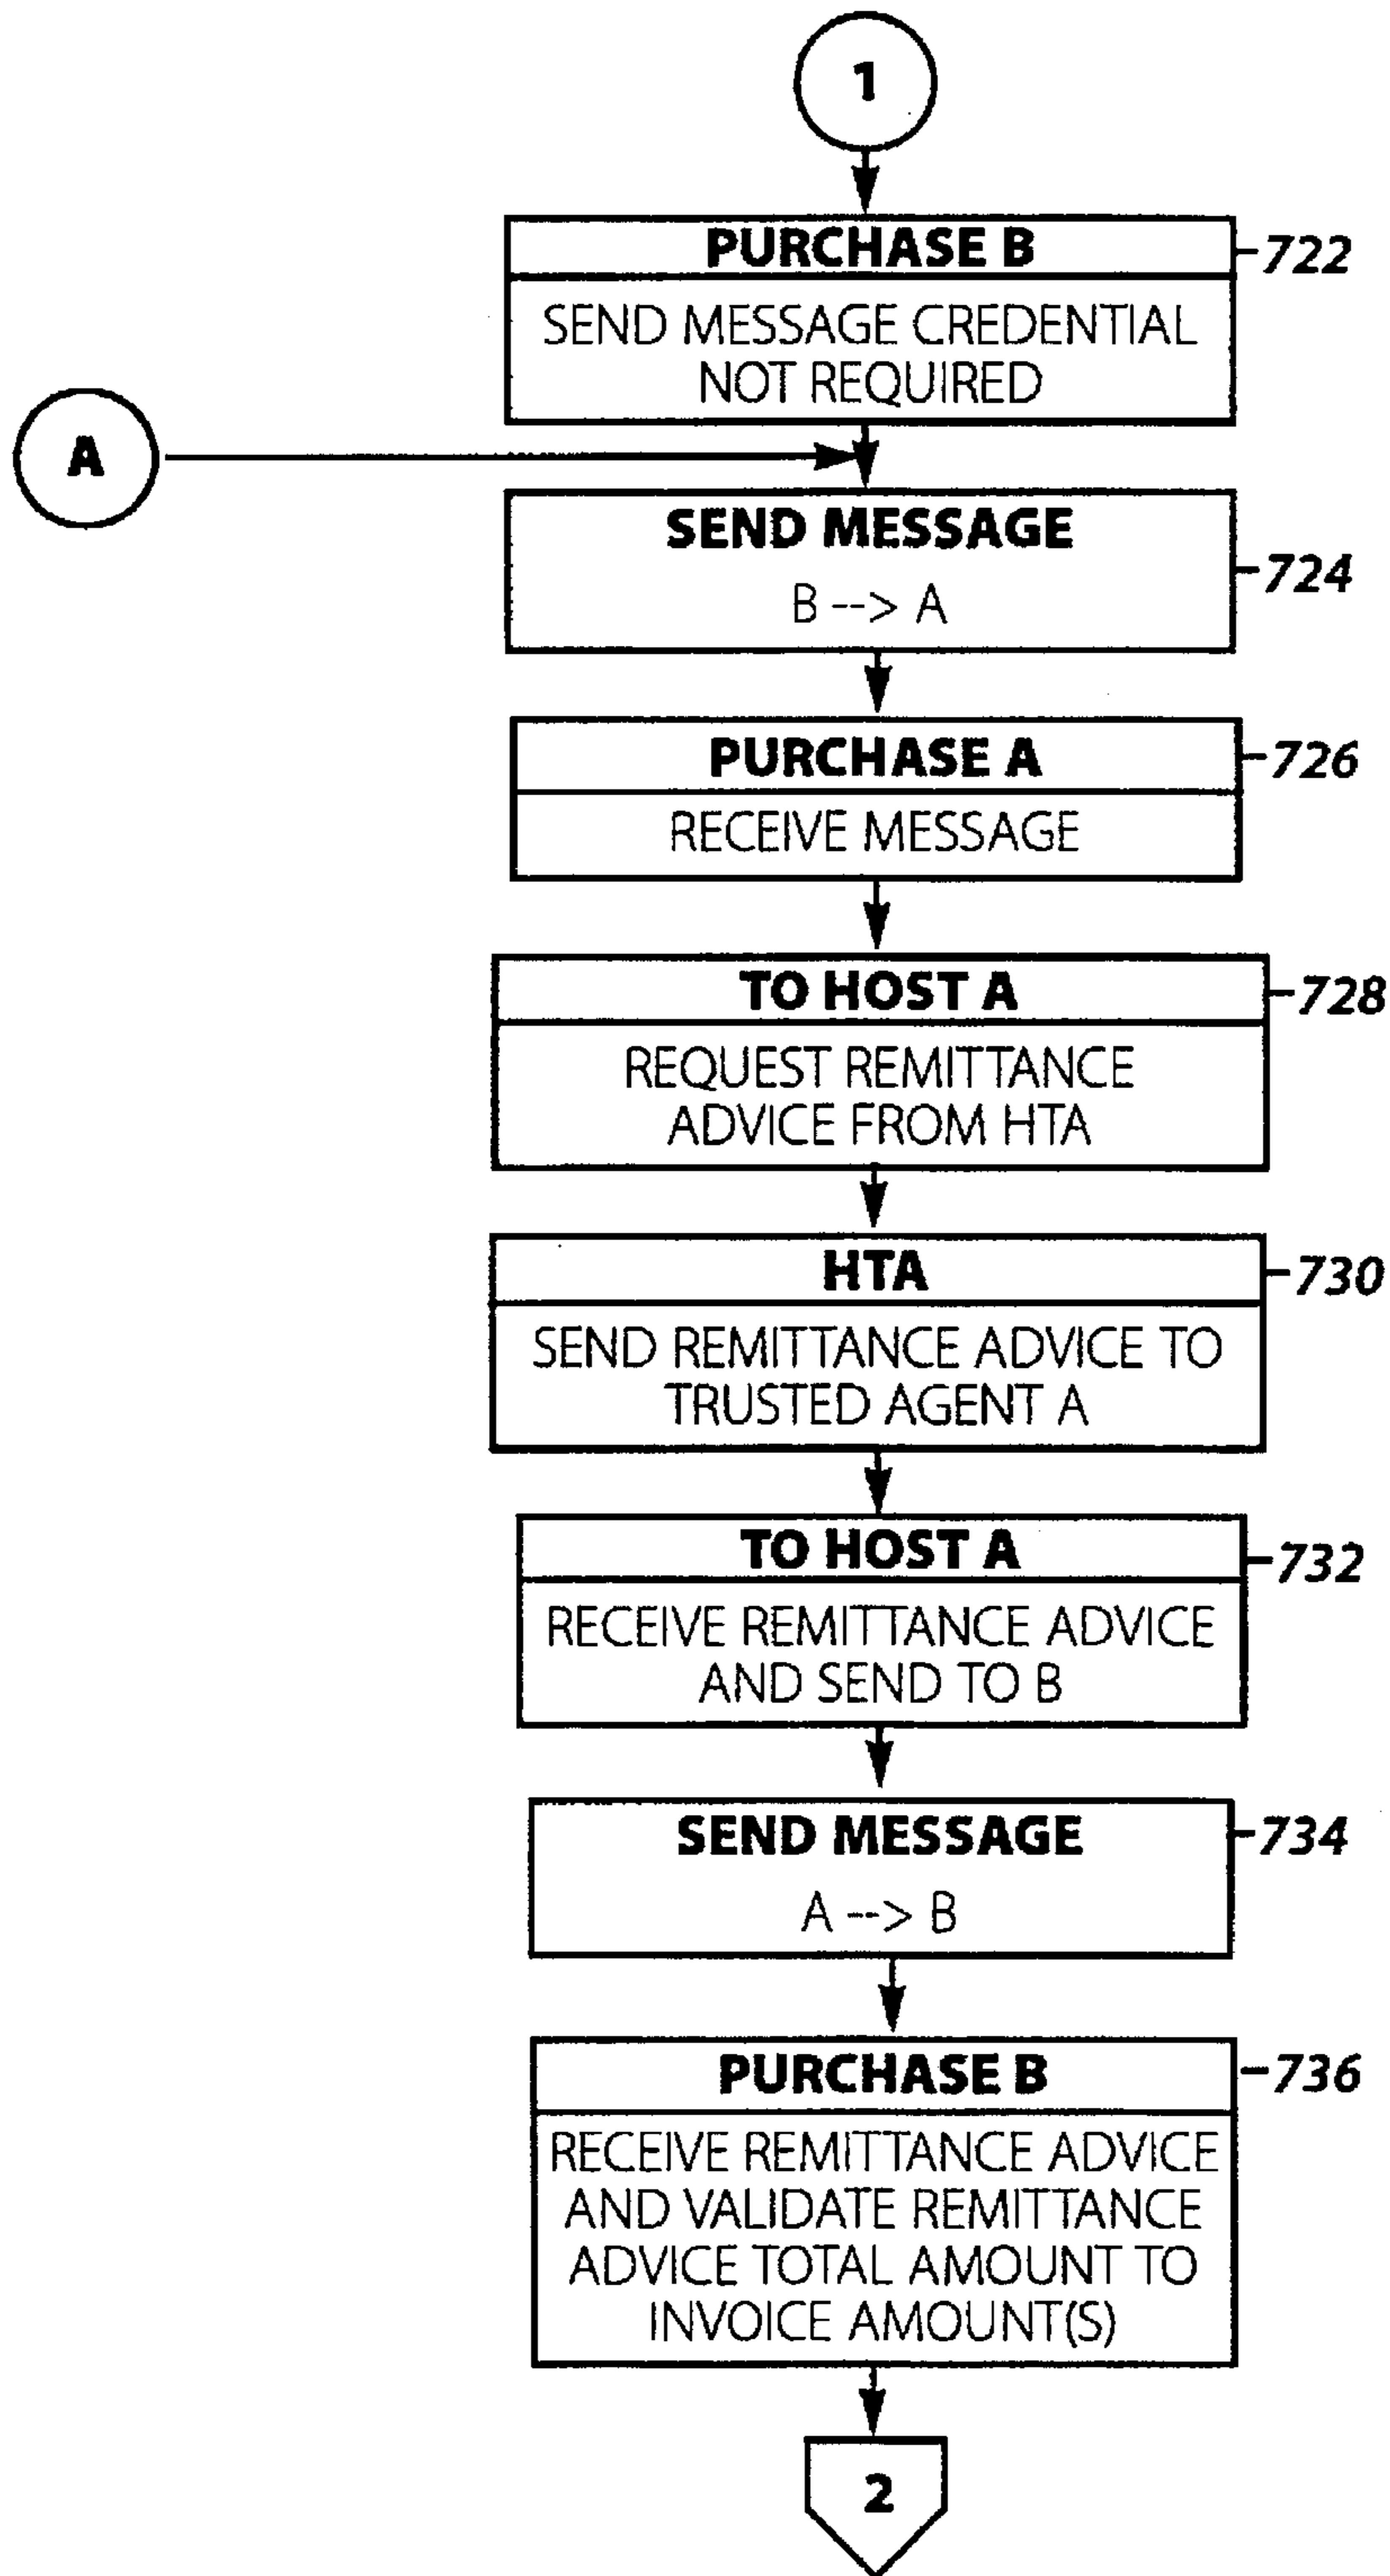 1
PURCHASE B
722
SEND MESSAGE CREDENTIAL
NOT REQUIRED
A
SEND MESSAGE
724
B --> A
PURCHASE A
726
RECEIVE MESSAGE
TO HOST A
728
REQUEST REMITTANCE
ADVICE FROM HTA
HTA
730
SEND REMITTANCE ADVICE TO
TRUSTED AGENT A
TO HOST A
732
RECEIVE REMITTANCE ADVICE
AND SEND TO B
SEND MESSAGE
734
A --> B
PURCHASE B
736
RECEIVE REMITTANCE ADVICE
AND VALIDATE REMITTANCE
ADVICE TOTAL AMOUNT TO
INVOICE AMOUNT(S)
2